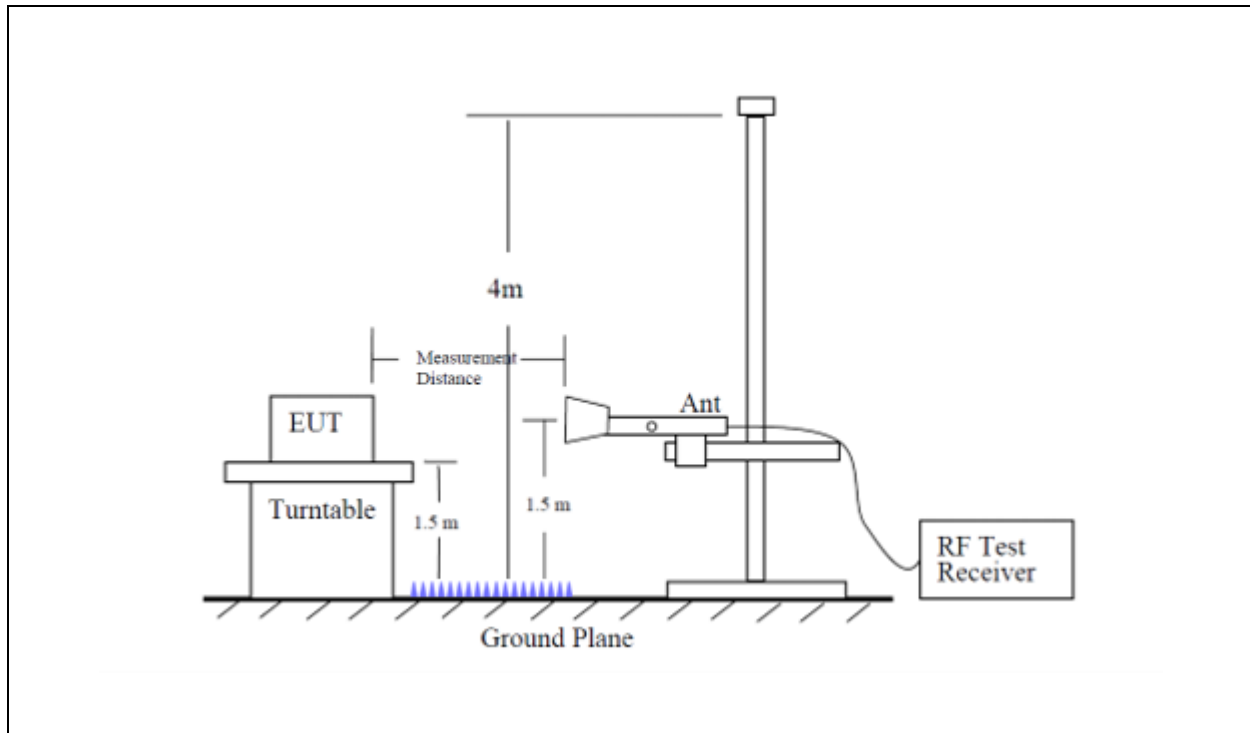 4m
Measurement
Distance
Ant
EUT
Turntable
1.5 m
1.5 m
RF Test
Receiver
Ground Plane